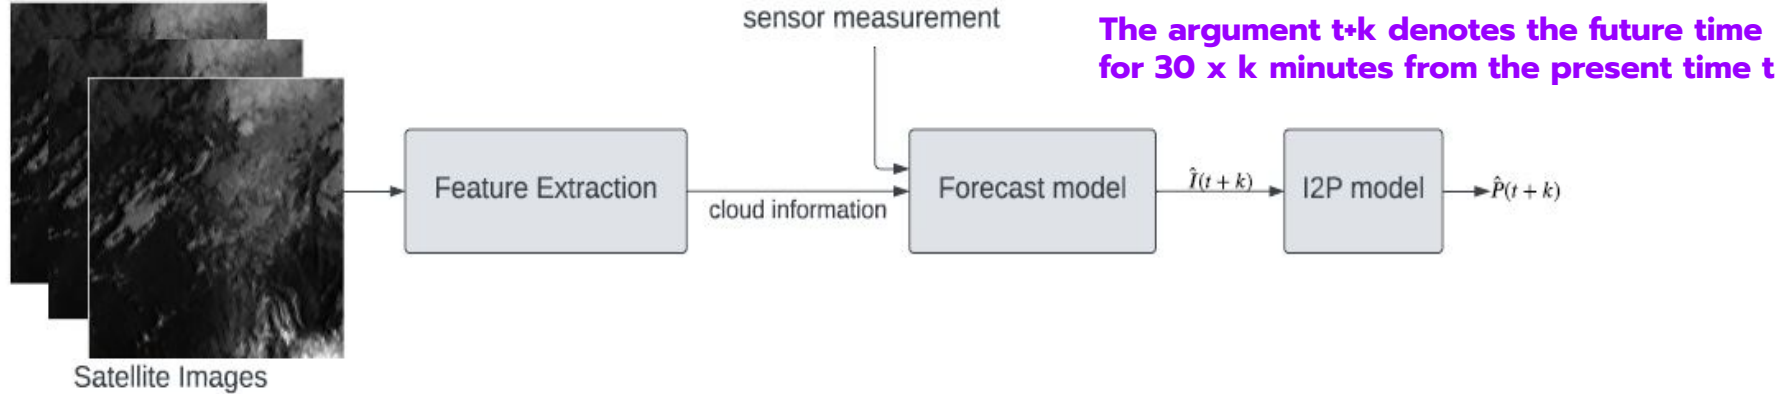 sensor measurement
The argument t+k denotes the future time
for 30 x k minutes from the present time t
Feature Extraction
cloud information
Forecast model
Î(t + k)
I2P model
P̂(t + k)
Satellite Images